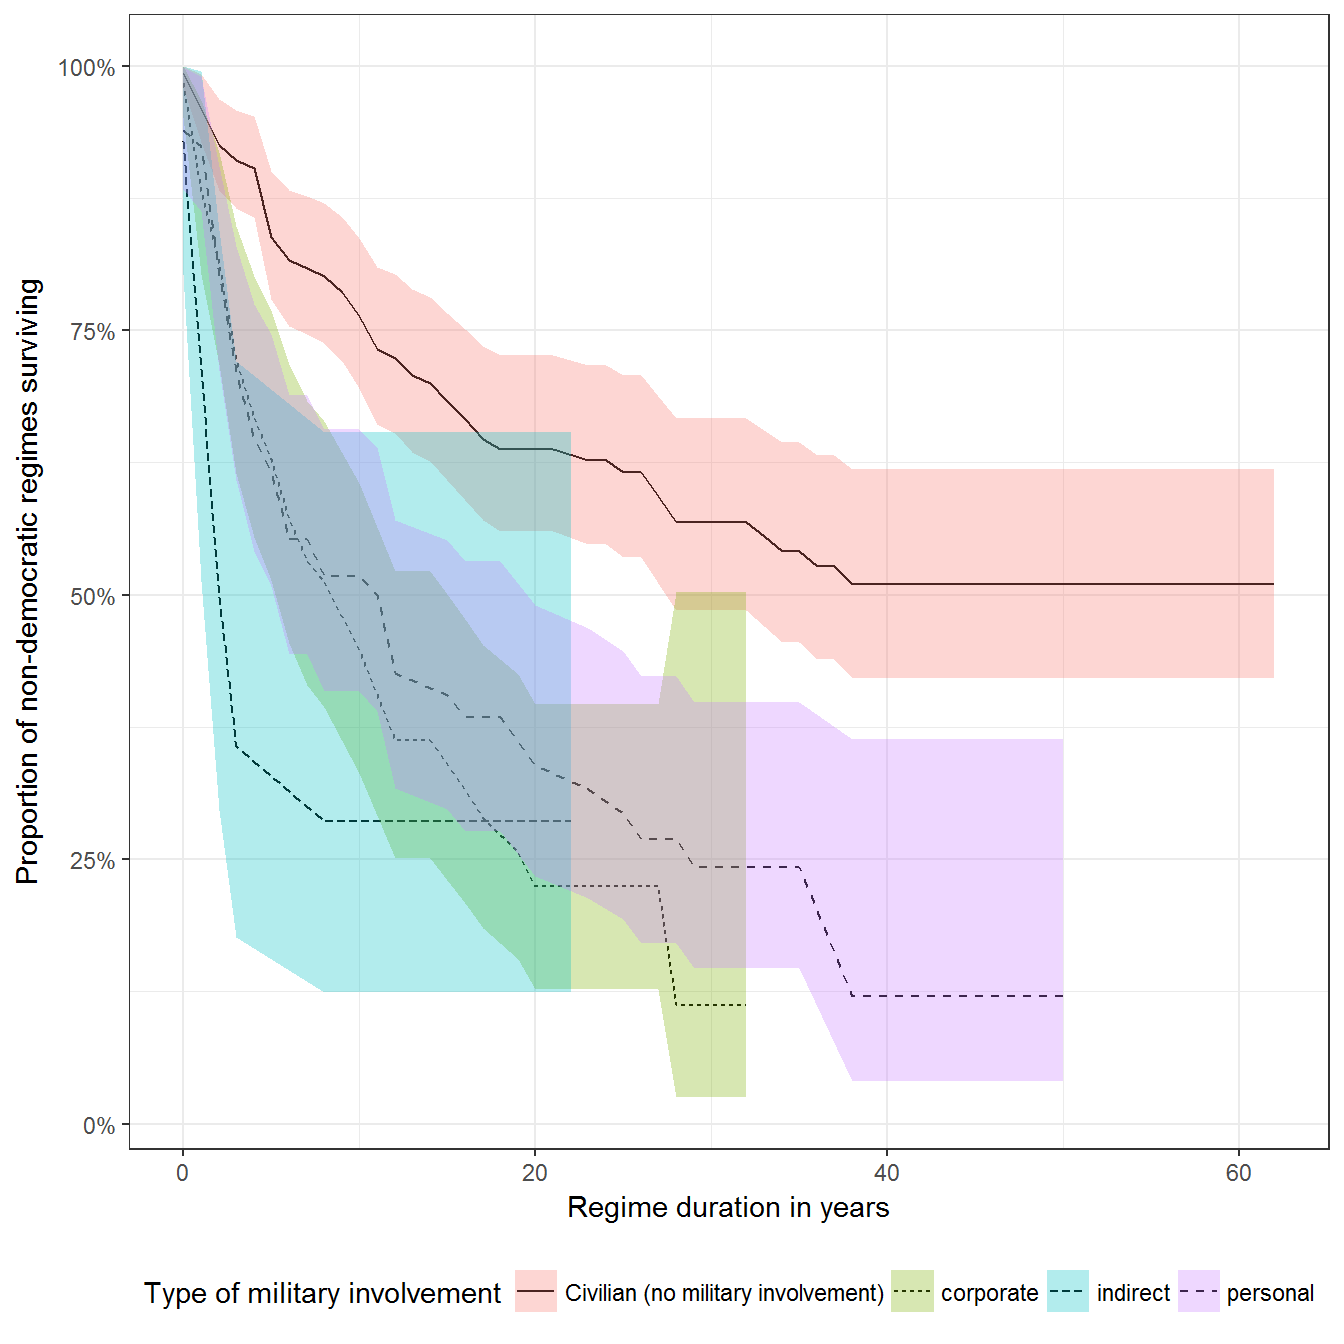 Proportion of non-democratic regimes surviving
100%
75%
50%
25%
0%
0 20 40 60
Regime duration in years
Type of military involvement Civilian (no military involvement) corporate indirect personal